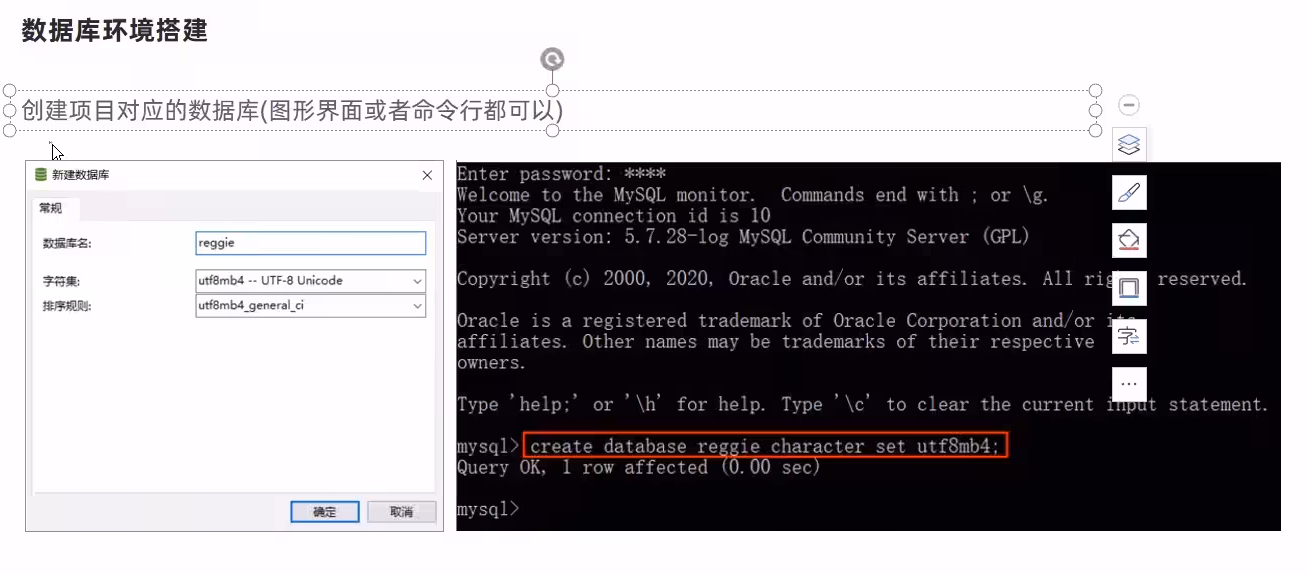 数据库环境搭建
创建项目对应的数据库(图形界面或者命令行都可以)
新建数据库
常规
数据库名:
reggie
字符集:
utf8mb4 -- UTF-8 Unicode
排序规则:
utf8mb4_general_ci
确定
取消
Enter password: ****
Welcome to the MySQL monitor.  Commands end with ; or \g.
Your MySQL connection id is 10
Server version: 5.7.28-log MySQL Community Server (GPL)
Copyright (c) 2000, 2020, Oracle and/or its affiliates. All reserved.
Oracle is a registered trademark of Oracle Corporation and/or its
affiliates. Other names may be trademarks of their respective
owners.
Type 'help;' or '\h' for help. Type '\c' to clear the current input statement.
mysql> create database reggie character set utf8mb4;
Query OK, 1 row affected (0.00 sec)
mysql>
字